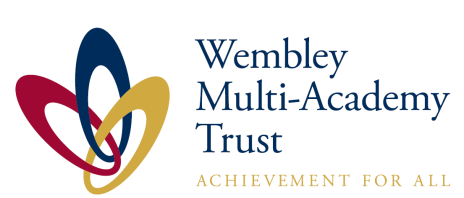 Wembley
Multi-Academy
Trust
ACHIEVEMENT FOR ALL